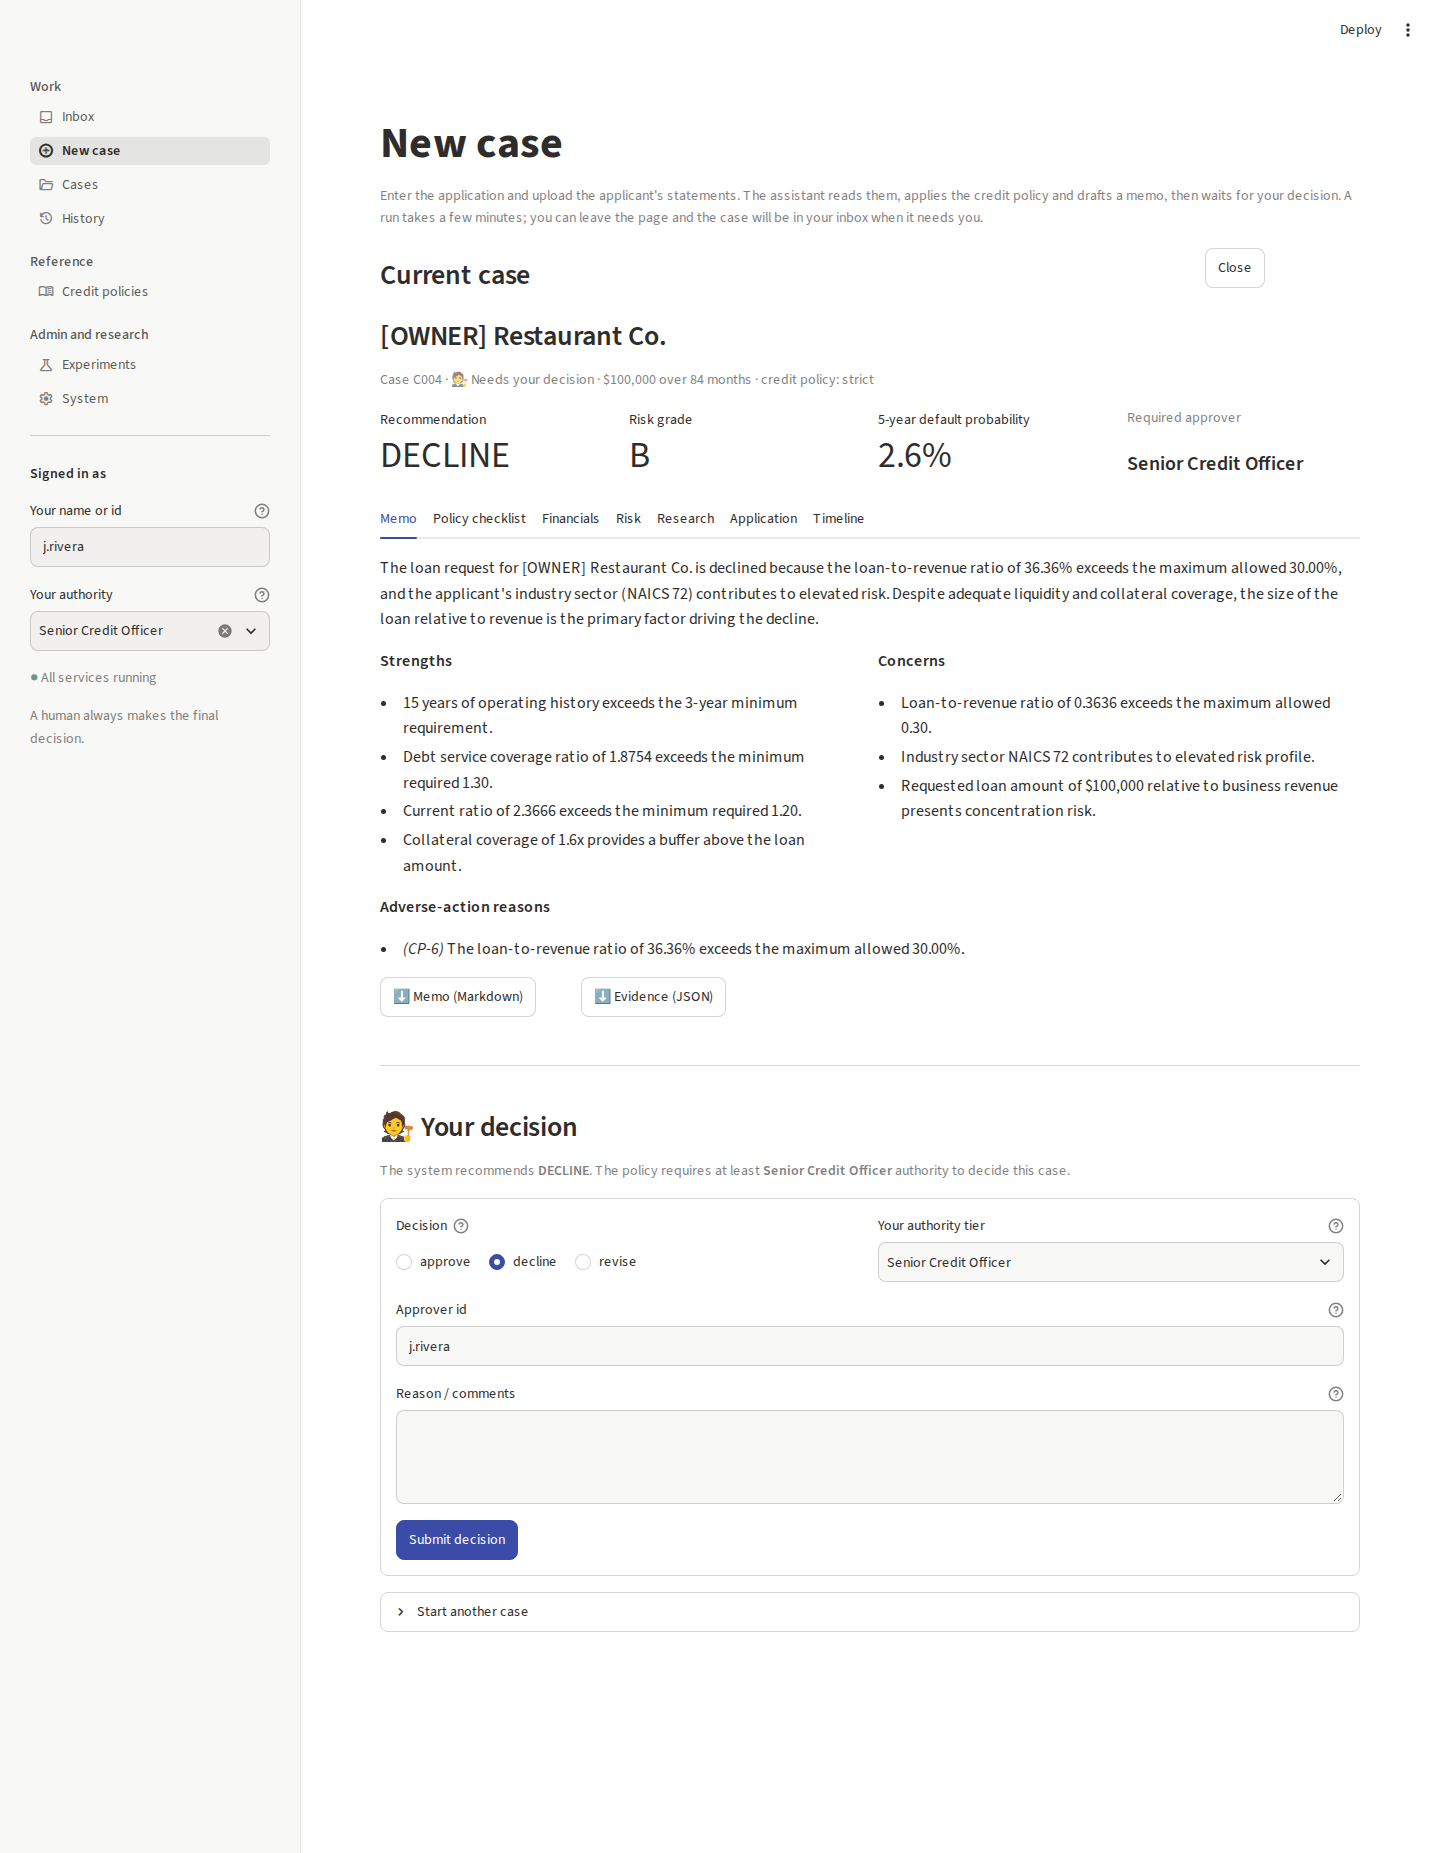 Deploy
Work
Inbox
New case
Cases
History
Reference
Credit policies
Admin and research
Experiments
System
Signed in as
Your name or id
j.rivera
Your authority
Senior Credit Officer
All services running
A human always makes the final
decision.
New case
Enter the application and upload the applicant's statements. The assistant reads them, applies the credit policy and drafts a memo, then waits for your decision. A
run takes a few minutes; you can leave the page and the case will be in your inbox when it needs you.
Current case
Close
[OWNER] Restaurant Co.
Case C004 · Needs your decision · $100,000 over 84 months · credit policy: strict
Recommendation
DECLINE
Risk grade
B
5-year default probability
2.6%
Required approver
Senior Credit Officer
Memo Policy checklist Financials Risk Research Application Timeline
The loan request for [OWNER] Restaurant Co. is declined because the loan-to-revenue ratio of 36.36% exceeds the maximum allowed 30.00%,
and the applicant's industry sector (NAICS 72) contributes to elevated risk. Despite adequate liquidity and collateral coverage, the size of the
loan relative to revenue is the primary factor driving the decline.
Strengths
• 15 years of operating history exceeds the 3-year minimum
requirement.
• Debt service coverage ratio of 1.8754 exceeds the minimum
required 1.30.
• Current ratio of 2.3666 exceeds the minimum required 1.20.
• Collateral coverage of 1.6x provides a buffer above the loan
amount.
Concerns
• Loan-to-revenue ratio of 0.3636 exceeds the maximum allowed
0.30.
• Industry sector NAICS 72 contributes to elevated risk profile.
• Requested loan amount of $100,000 relative to business revenue
presents concentration risk.
Adverse-action reasons
• (CP-6) The loan-to-revenue ratio of 36.36% exceeds the maximum allowed 30.00%.
Memo (Markdown)
Evidence (JSON)
Your decision
The system recommends DECLINE. The policy requires at least Senior Credit Officer authority to decide this case.
Decision
approve decline revise
Your authority tier
Senior Credit Officer
Approver id
j.rivera
Reason / comments
Submit decision
Start another case